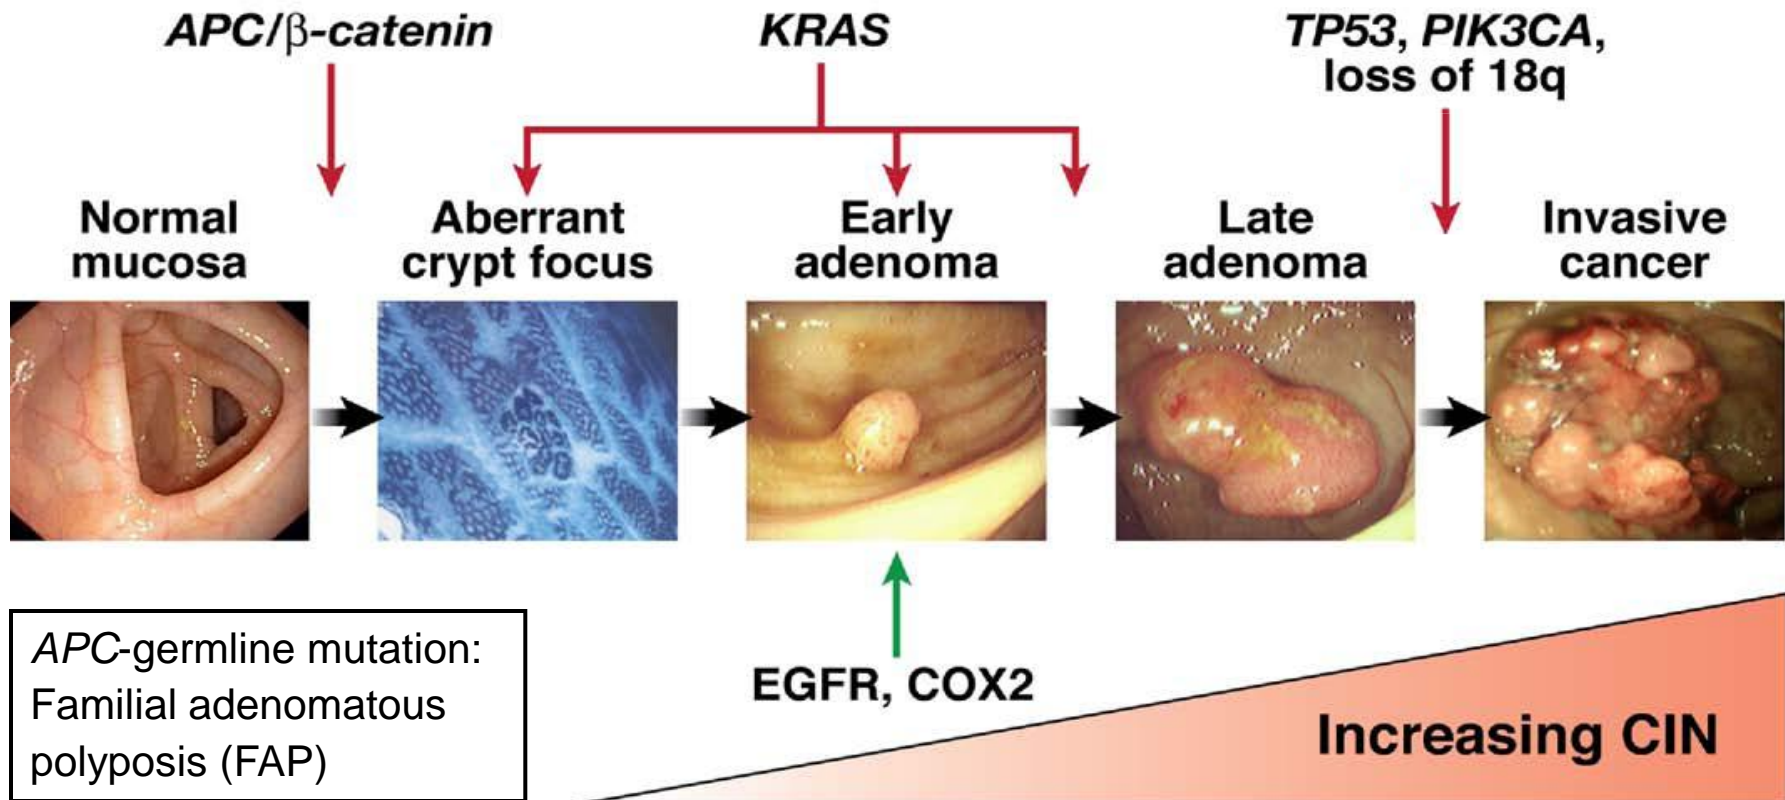 APC/β-catenin
KRAS
TP53, PIK3CA,
loss of 18q
Normal
mucosa
Aberrant
crypt focus
Early
adenoma
Late
adenoma
Invasive
cancer
APC-germline mutation:
Familial adenomatous
polyposis (FAP)
EGFR, COX2
Increasing CIN